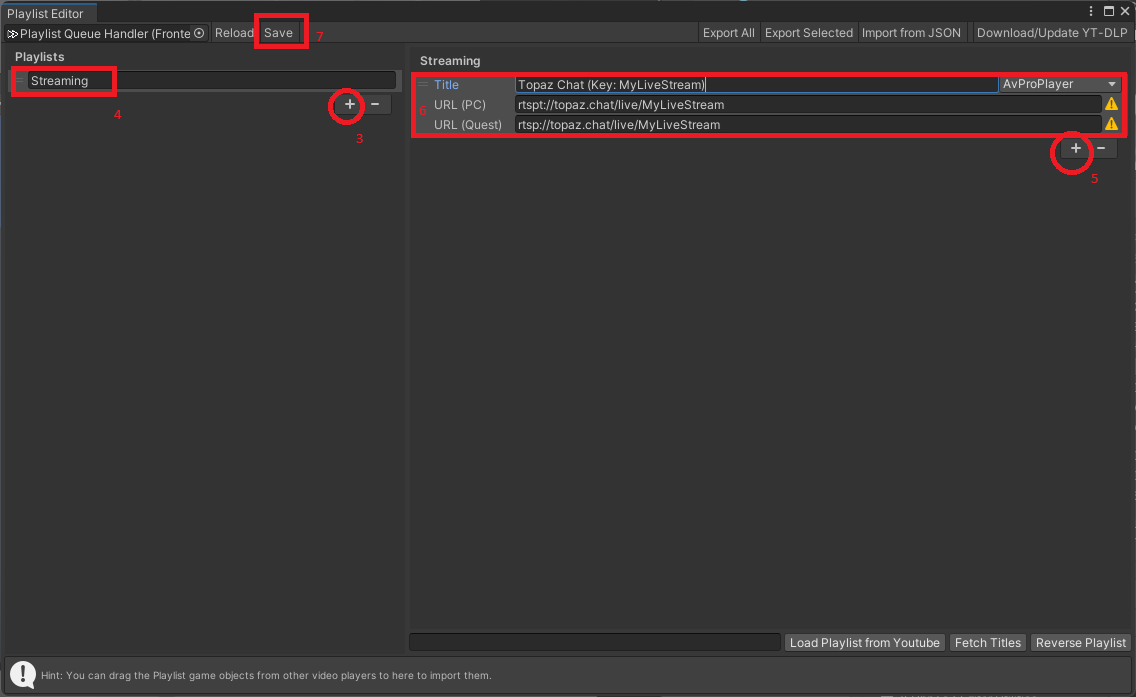 Playlist Editor
Playlist Queue Handler (Fronte
Reload
Save
7
Export All
Export Selected
Import from JSON
Download/Update YT-DLP
Playlists
Streaming
4
+
-
3
Streaming
Title
Topaz Chat (Key: MyLiveStream)
AvProPlayer
6
URL (PC)
rtspt://topaz.chat/live/MyLiveStream
URL (Quest)
rtsp://topaz.chat/live/MyLiveStream
+
-
5
Load Playlist from Youtube
Fetch Titles
Reverse Playlist
Hint: You can drag the Playlist game objects from other video players to here to import them.